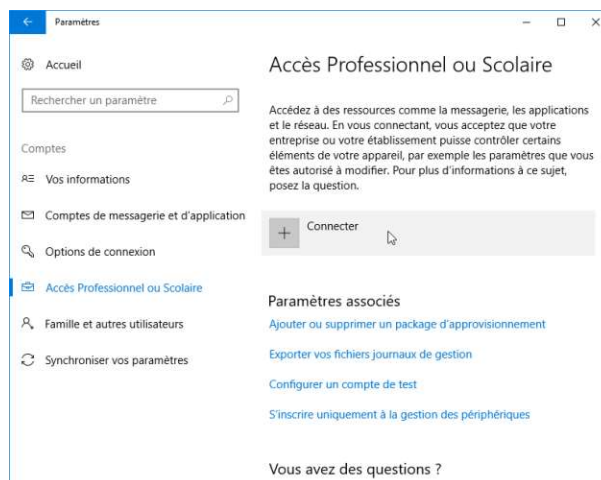 Paramètres
Accueil
Rechercher un paramètre
Comptes
Vos informations
Comptes de messagerie et d'application
Options de connexion
Accès Professionnel ou Scolaire
Famille et autres utilisateurs
Synchroniser vos paramètres
Accès Professionnel ou Scolaire
Accédez à des ressources comme la messagerie, les applications
et le réseau. En vous connectant, vous acceptez que votre
entreprise ou votre établissement puisse contrôler certains
éléments de votre appareil, par exemple les paramètres que vous
êtes autorisé à modifier. Pour plus d'informations à ce sujet,
posez la question.
Connecter
Paramètres associés
Ajouter ou supprimer un package d'approvisionnement
Exporter vos fichiers journaux de gestion
Configurer un compte de test
S'inscrire uniquement à la gestion des périphériques
Vous avez des questions ?